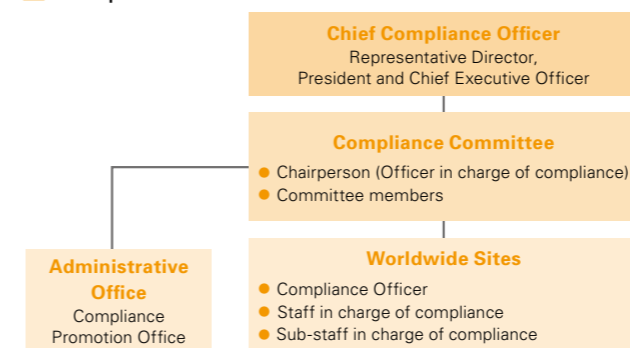 Chief Compliance Officer
Representative Director,
President and Chief Executive Officer
Compliance Committee
● Chairperson (Officer in charge of compliance)
● Committee members
Administrative
Office
Compliance
Promotion Office
Worldwide Sites
● Compliance Officer
● Staff in charge of compliance
● Sub-staff in charge of compliance